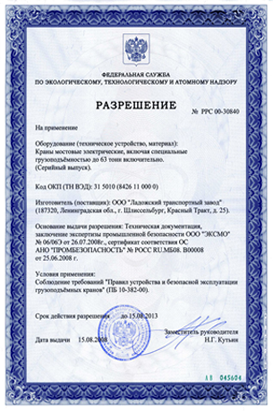 ФЕДЕРАЛЬНАЯ СЛУЖБА
ПО ЭКОЛОГИЧЕСКОМУ, ТЕХНОЛОГИЧЕСКОМУ И АТОМНОМУ НАДЗОРУ
РАЗРЕШЕНИЕ
№ РРС 00-30840
На применение
Оборудование (техническое устройство, материал):
Краны мостовые электрические, включая специальные
грузоподъёмностью до 63 тонн включительно.
(Серийный выпуск).
Код ОКП (ТН ВЭД): 31 5010 (8426 11 000 0)
Изготовитель (поставщик): ООО "Ладожский транспортный завод"
(187320, Ленинградская обл., г. Шлиссельбург, Красный Тракт, д. 25).
Основание выдачи разрешения: Техническая документация,
заключение экспертизы промышленной безопасности ООО "ЭКСМО"
№ 06/06Э от 26.07.2008г., сертификат соответствия ОС
АНО "ПРОМБЕЗОПАСНОСТЬ" № РОСС RU.МБ08. В00008
от 25.06.2008 г.
Условия применения:
Соблюдение требований "Правил устройства и безопасной эксплуатации
грузоподъёмных кранов" (ПБ 10-382-00).
Срок действия разрешения до 15.08.2013
Заместитель руководителя
Дата выдачи 15.08.2008
Н.Г. Кутьин
АВ 045604